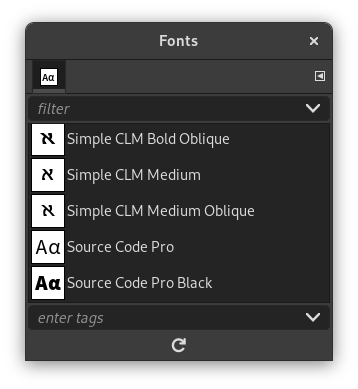 Fonts
Aα
filter
א Simple CLM Bold Oblique
א Simple CLM Medium
א Simple CLM Medium Oblique
Aα Source Code Pro
Aα Source Code Pro Black
enter tags